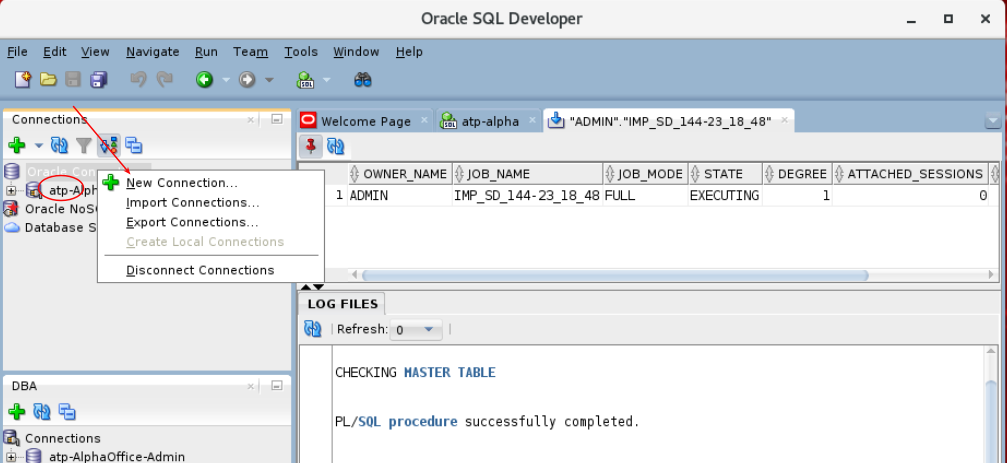 Oracle SQL Developer
File Edit View Navigate Run Team Tools Window Help
SQL
Connections
Welcome Page
SQL atp-alpha
"ADMIN"."IMP_SD_144-23_18_48"
Oracle Con
atp-Alph
Oracle NoS
Database S
New Connection...
Import Connections...
Export Connections...
Create Local Connections
Disconnect Connections
OWNER_NAME JOB_NAME JOB_MODE STATE DEGREE ATTACHED_SESSIONS
1 ADMIN IMP_SD_144-23_18_48 FULL EXECUTING 1 0
LOG FILES
Refresh: 0
CHECKING MASTER TABLE
PL/SQL procedure successfully completed.
DBA
Connections
atp-AlphaOffice-Admin